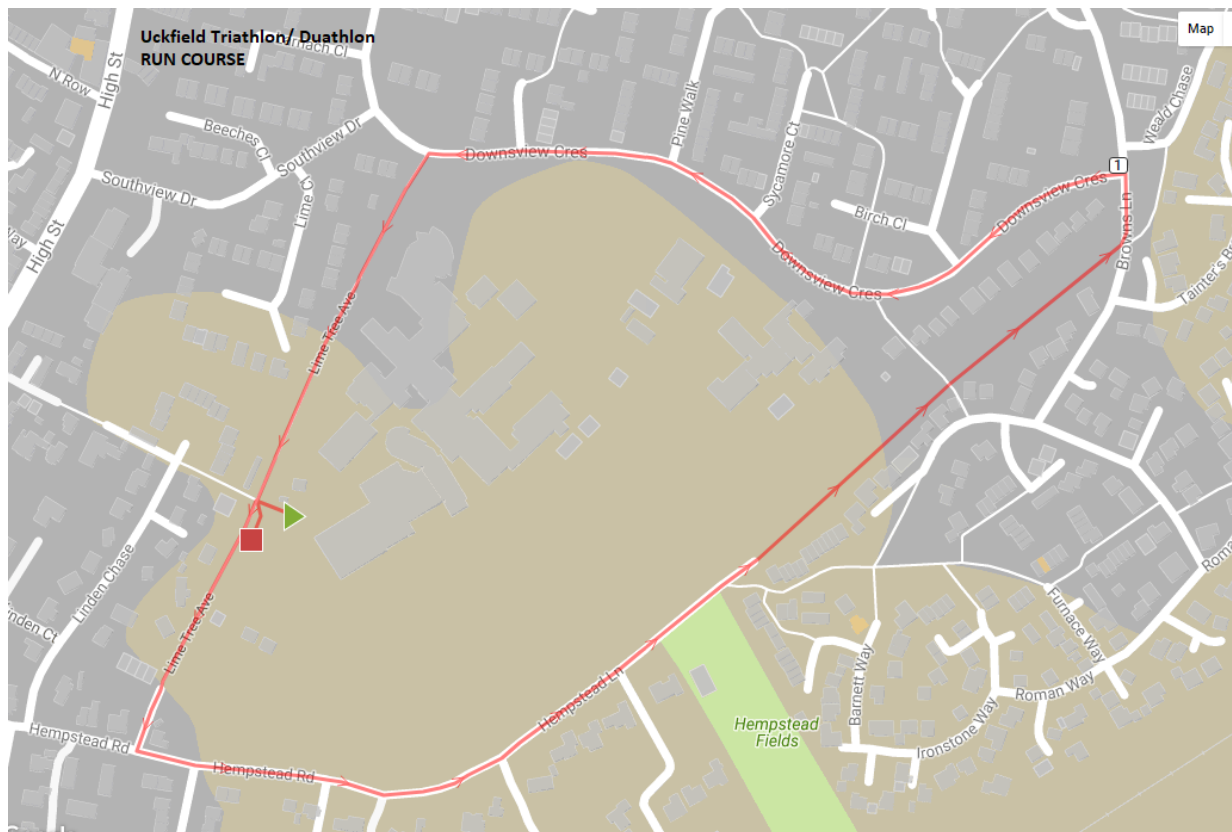 Uckfield Triathlon/ Duathlon
RUN COURSE
Map
N Row
High St
Beeches Cl
Southview Dr
Pine Walk
Weald Chase
Downsview Cres
1
Southview Dr
Lime Cl
Sycamore Ct
Birch Cl
Downsview Cres
Browns Ln
High St
Downsview Cres
Lime Tree Ave
Linden Chase
Lime Tree Ave
Furnace Way
Hempstead Ln
Barnett Way
Roman Way
Hempstead Rd
Hempstead
Fields
Ironstone Way
Hempstead Rd